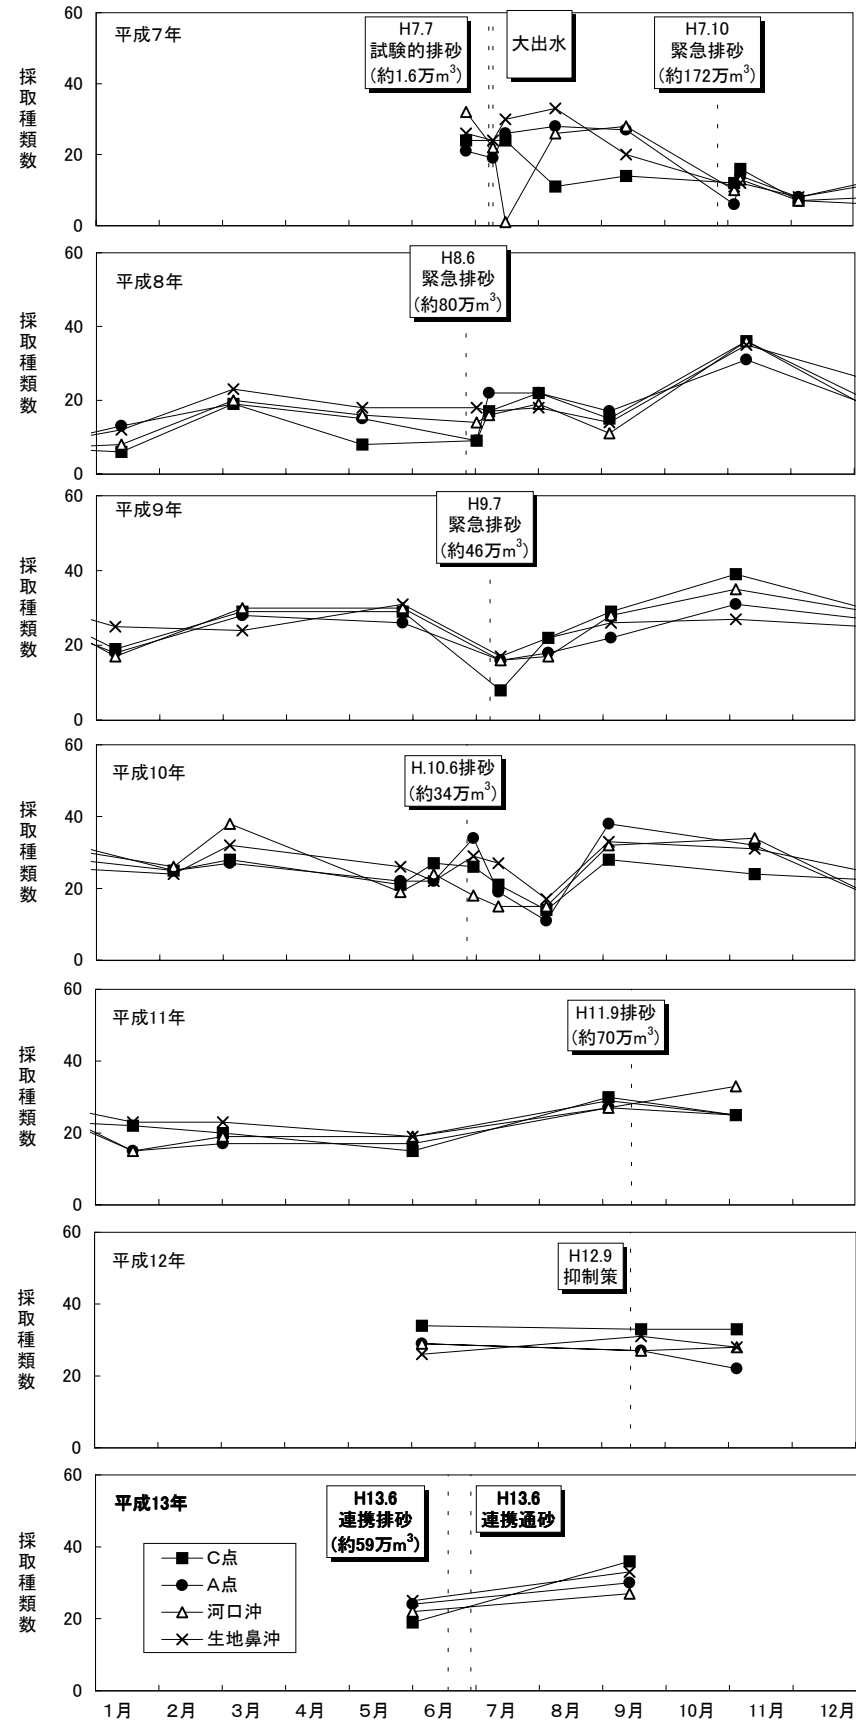 平成7年
H7.7
試験的排砂
(約1.6万m³)
大出水
H7.10
緊急排砂
(約172万m³)
採取種類数
60
40
20
0
平成8年
H8.6
緊急排砂
(約80万m³)
採取種類数
60
40
20
0
平成9年
H9.7
緊急排砂
(約46万m³)
採取種類数
60
40
20
0
平成10年
H.10.6排砂
(約34万m³)
採取種類数
60
40
20
0
平成11年
H11.9排砂
(約70万m³)
採取種類数
60
40
20
0
平成12年
H12.9
抑制策
採取種類数
60
40
20
0
平成13年
H13.6
連携排砂
(約59万m³)
H13.6
連携通砂
採取種類数
60
40
20
0
C点
A点
河口沖
生地鼻沖
1月 2月 3月 4月 5月 6月 7月 8月 9月 10月 11月 12月